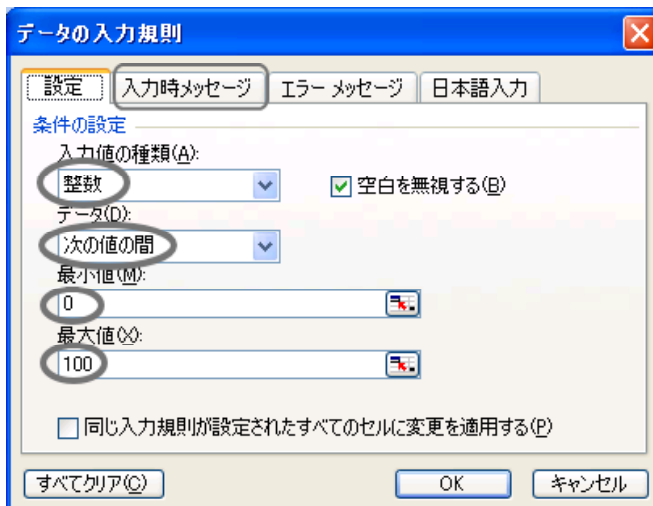 データの入力規則
設定 入力時メッセージ エラー メッセージ 日本語入力
条件の設定
入力値の種類(A):
整数 空白を無視する(B)
データ(D):
次の値の間
最小値(M):
0
最大値(X):
100
同じ入力規則が設定されたすべてのセルに変更を適用する(P)
すべてクリア(C) OK キャンセル